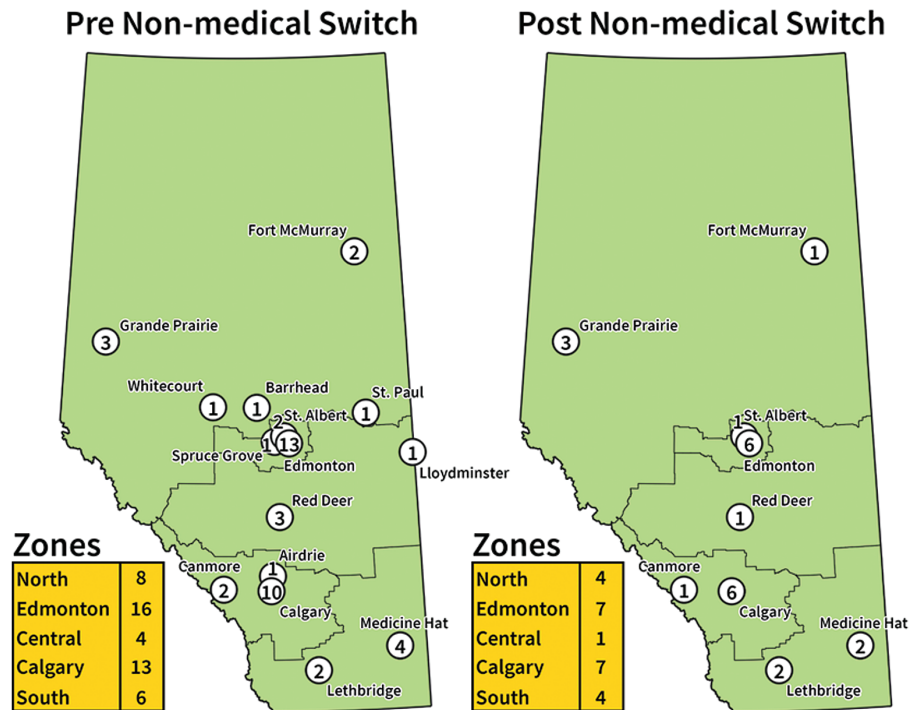 Pre Non-medical Switch
Fort McMurray
2
Grande Prairie
3
Whitecourt
1
Barrhead
1
St. Paul
1
2
St. Albert
1
13
Spruce Grove
Edmonton
1
Lloydminster
Red Deer
3
Airdrie
1
Canmore
2
10
Calgary
Medicine Hat
4
2
Lethbridge
Zones
North 8
Edmonton 16
Central 4
Calgary 13
South 6
Post Non-medical Switch
Fort McMurray
1
Grande Prairie
3
1
St. Albert
6
Edmonton
Red Deer
1
Canmore
1
6
Calgary
Medicine Hat
2
2
Lethbridge
Zones
North 4
Edmonton 7
Central 1
Calgary 7
South 4